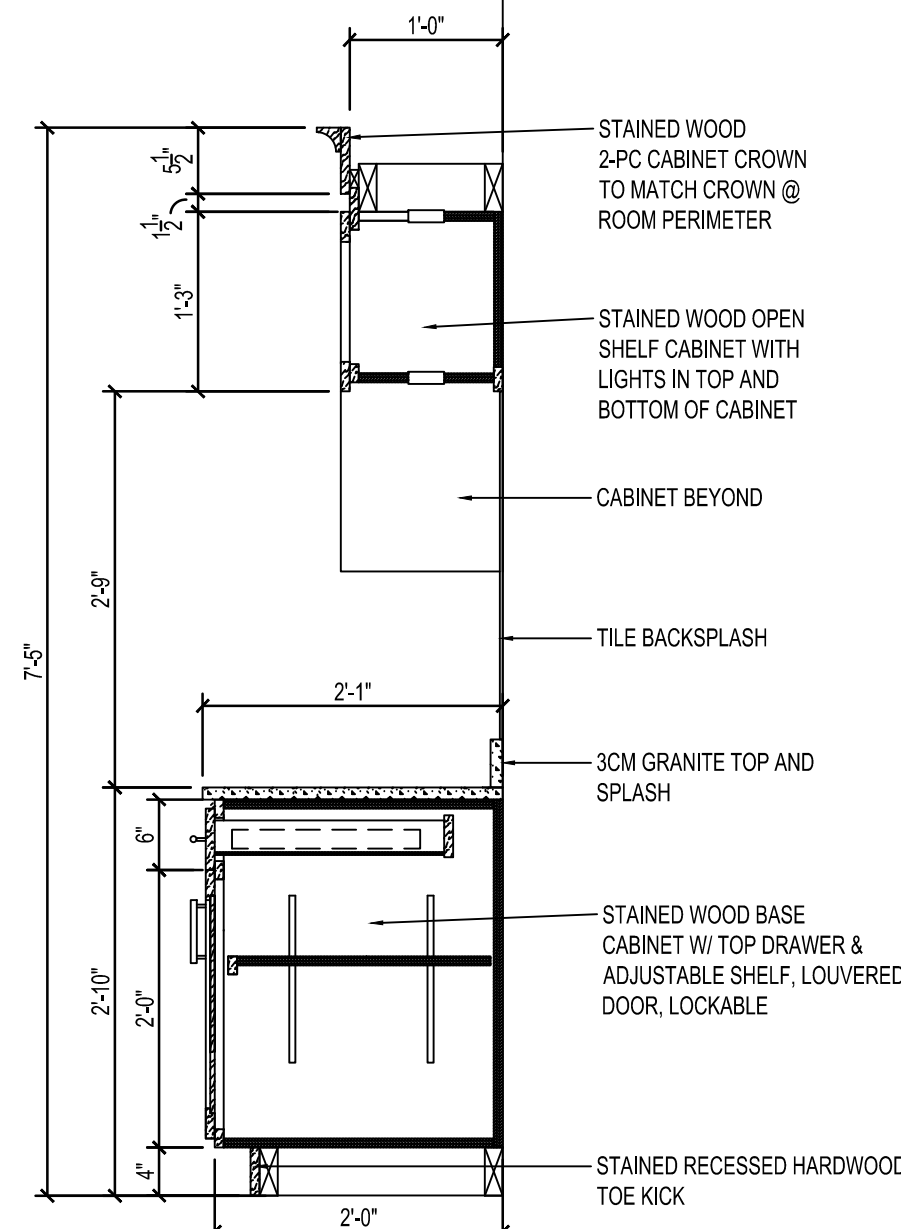 1'-0"
STAINED WOOD
2-PC CABINET CROWN
TO MATCH CROWN @
ROOM PERIMETER
5 1/2"
1 1/2"
1'-3"
STAINED WOOD OPEN
SHELF CABINET WITH
LIGHTS IN TOP AND
BOTTOM OF CABINET
CABINET BEYOND
2'-9"
7'-5"
TILE BACKSPLASH
2'-1"
3CM GRANITE TOP AND
SPLASH
6"
STAINED WOOD BASE
CABINET W/ TOP DRAWER &
ADJUSTABLE SHELF, LOUVERED
DOOR, LOCKABLE
2'-10"
2'-0"
4"
STAINED RECESSED HARDWOOD
TOE KICK
2'-0"